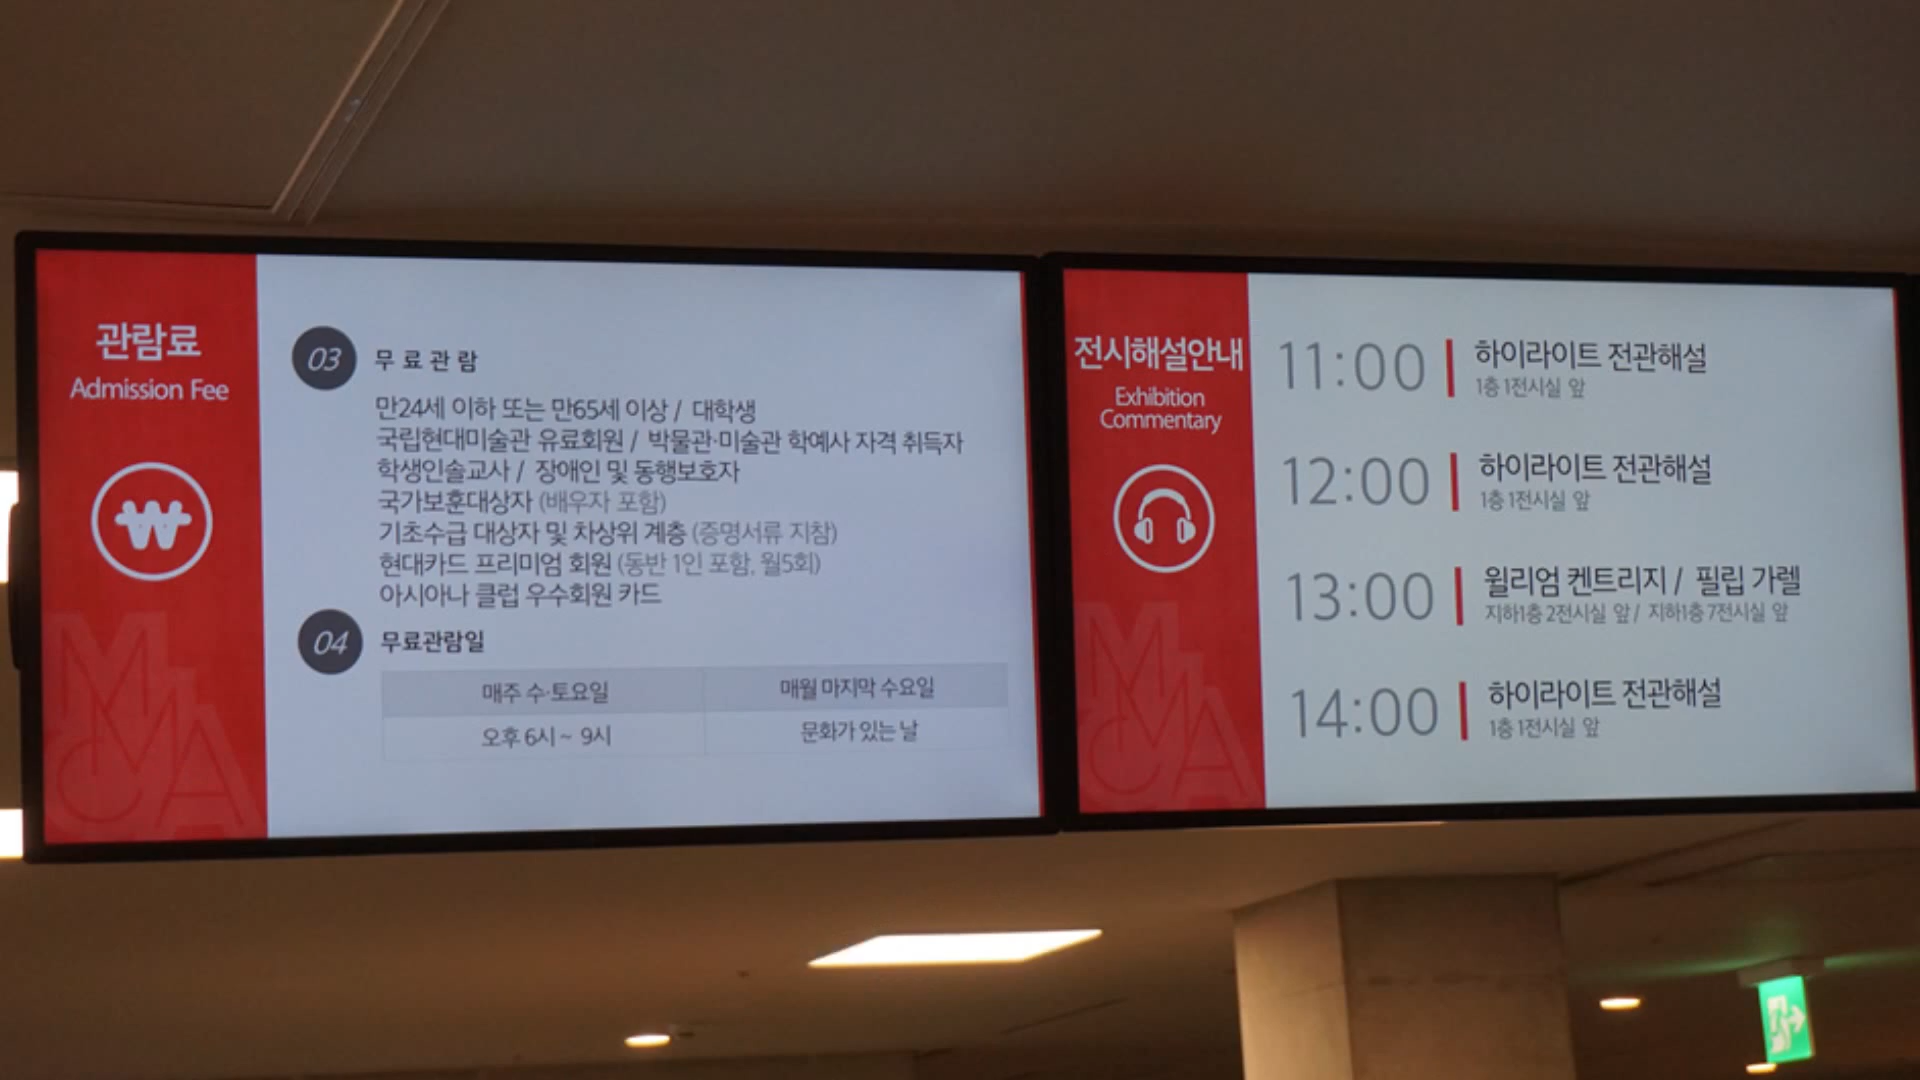 관람료
Admission Fee
03 무료관람
만24세 이하 또는 만65세 이상 / 대학생
국립현대미술관 유료회원 / 박물관·미술관 학예사 자격 취득자
학생인솔교사 / 장애인 및 동행보호자
국가보훈대상자 (배우자 포함)
기초수급 대상자 및 차상위 계층 (증명서류 지참)
현대카드 프리미엄 회원 (동반 1인 포함, 월5회)
아시아나 클럽 우수회원 카드
04 무료관람일
매주 수·토요일 매월 마지막 수요일
오후 6시 ~ 9시 문화가 있는 날
MMCA
전시해설안내
Exhibition
Commentary
11:00 하이라이트 전관해설
1층 1전시실 앞
12:00 하이라이트 전관해설
1층 1전시실 앞
13:00 윌리엄 켄트리지 / 필립 가렐
지하1층 2전시실 앞 / 지하1층 7전시실 앞
14:00 하이라이트 전관해설
1층 1전시실 앞
MMCA